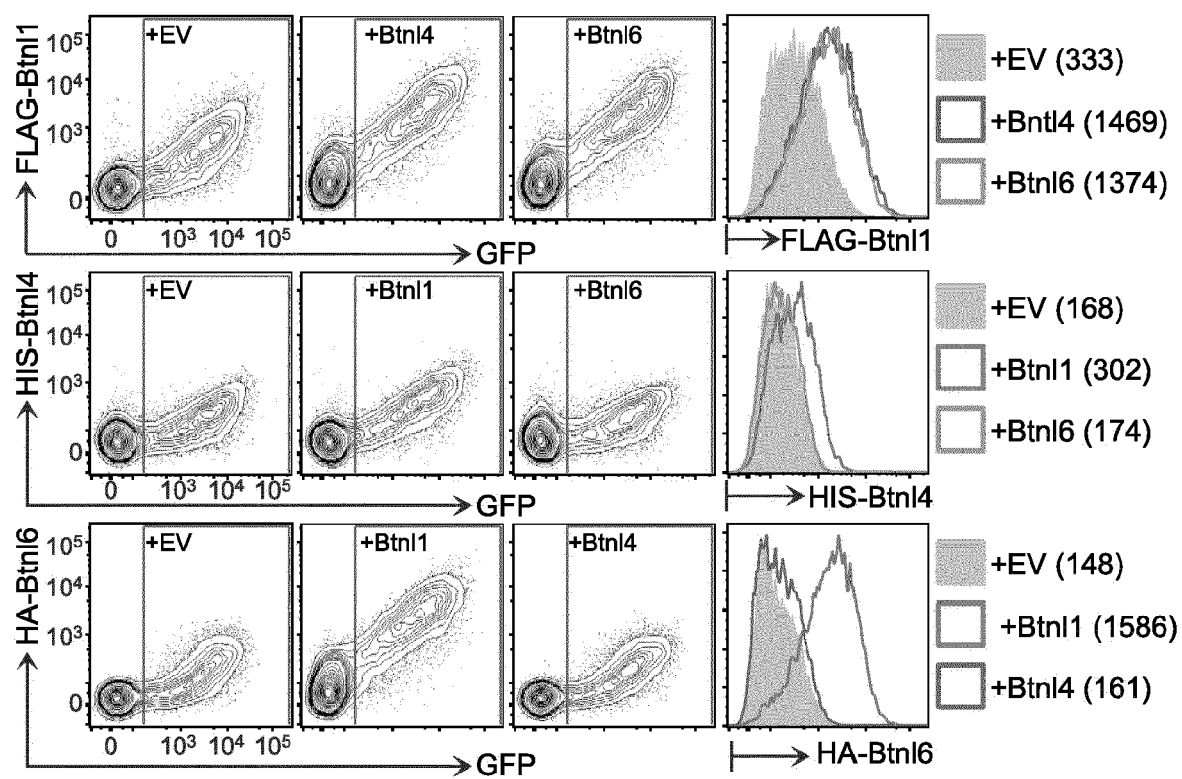 FLAG-Btnl1
10⁵
10⁴
10³
0
+EV
+Btnl4
+Btnl6
0 10³ 10⁴ 10⁵
GFP
FLAG-Btnl1
+EV (333)
+Bntl4 (1469)
+Btnl6 (1374)
HIS-Btnl4
10⁵
10⁴
10³
0
+EV
+Btnl1
+Btnl6
0 10³ 10⁴ 10⁵
GFP
HIS-Btnl4
+EV (168)
+Btnl1 (302)
+Btnl6 (174)
HA-Btnl6
10⁵
10⁴
10³
0
+EV
+Btnl1
+Btnl4
0 10³ 10⁴ 10⁵
GFP
HA-Btnl6
+EV (148)
+Btnl1 (1586)
+Btnl4 (161)